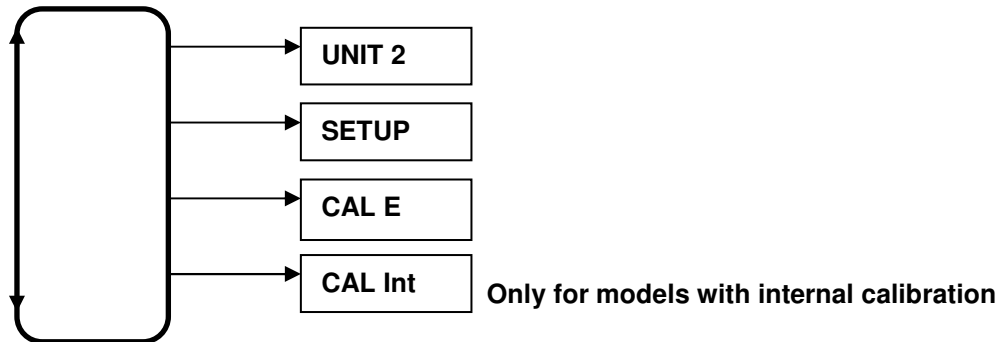 UNIT 2
SETUP
CAL E
CAL Int
Only for models with internal calibration